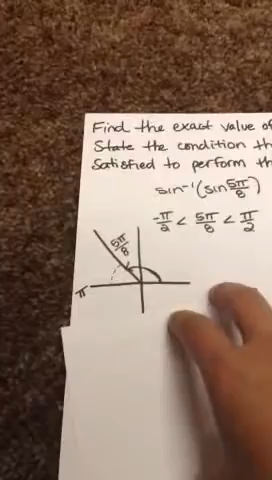 Find the exact value of
State the condition th
Satisfied to perform th
sin⁻¹(sin 5π/8)
-π/2 < 5π/8 < π/2
5π/8
π